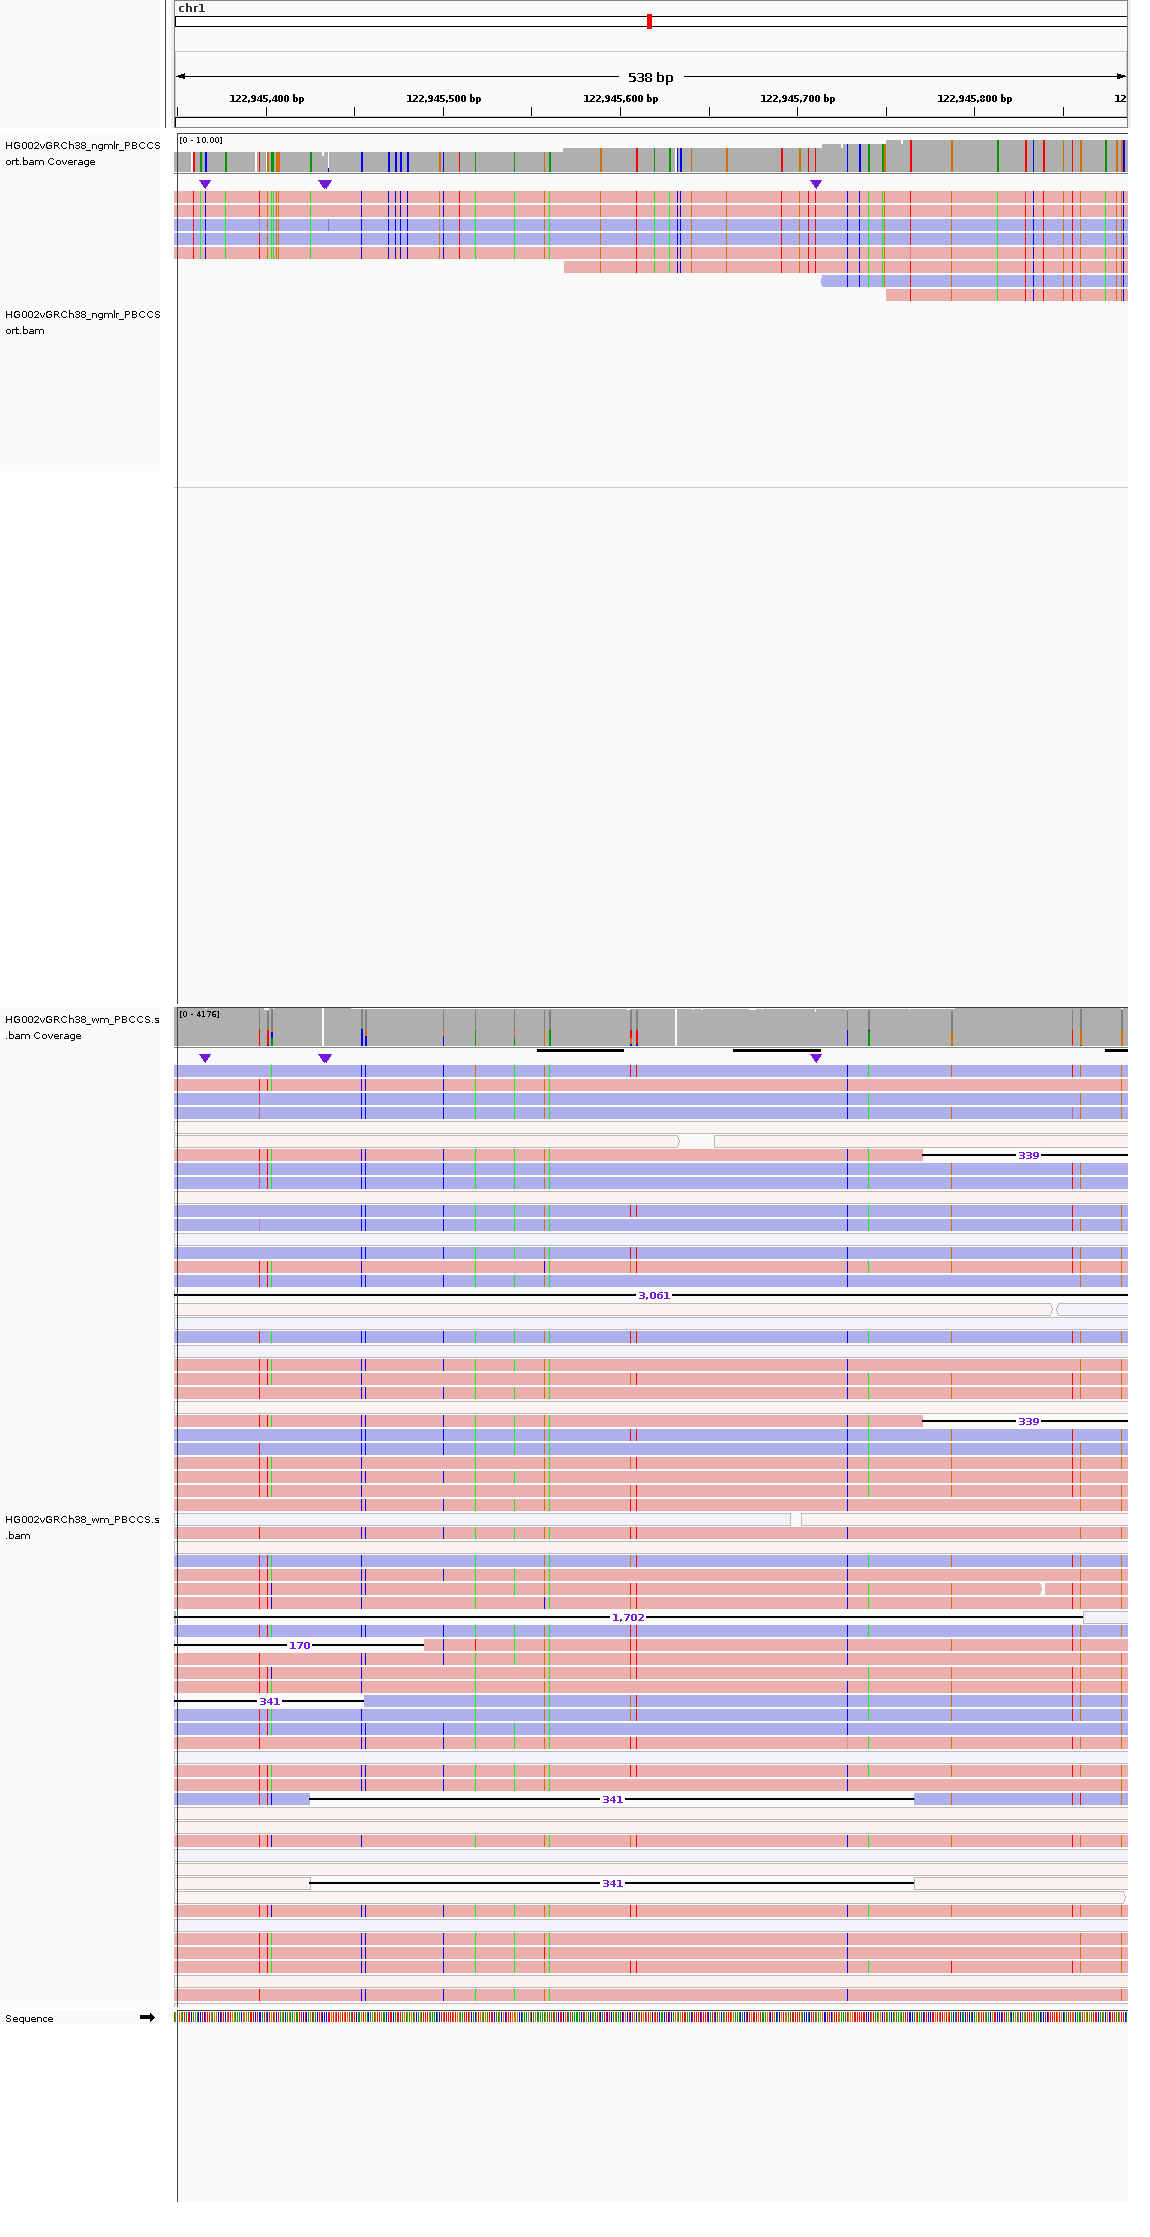 chr1
538 bp
122,945,400 bp 122,945,500 bp 122,945,600 bp 122,945,700 bp 122,945,800 bp 12
HG002vGRCh38_ngmlr_PBCCS
ort.bam Coverage
[0 - 10.00]
HG002vGRCh38_ngmlr_PBCCS
ort.bam
HG002vGRCh38_wm_PBCCS.s
.bam Coverage
[0 - 4176]
339
3,061
339
HG002vGRCh38_wm_PBCCS.s
.bam
1,702
170
341
341
341
Sequence